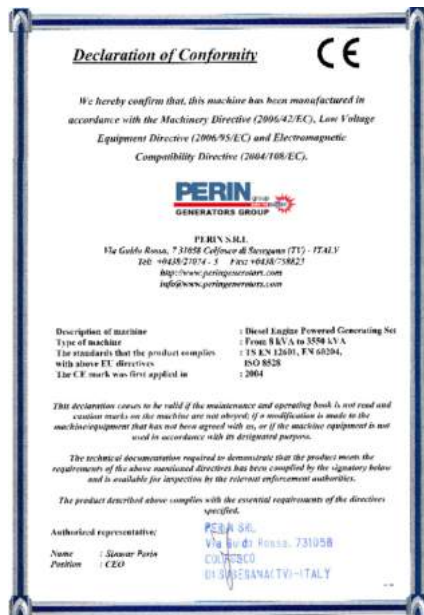 Declaration of Conformity
CE
We hereby confirm that, this machine has been manufactured in
accordance with the Machinery Directive (2006/42/EC), Low Voltage
Equipment Directive (2006/95/EC) and Electromagnetic
Compatibility Directive (2004/108/EC).
PERIN group
GENERATORS GROUP
PERIN S.R.L
Via Guido Rossa, 7 31058 di Susegana (TV) - ITALY
Tel: +0438/27074 - 5 Fax: +0438/758823
http://www.peringenerators.com
info@www.peringenerators.com
Description of machine : Diesel Engine Powered Generating Set
Type of machine : From 8 kVA to 3550 kVA
The standards that the product complies : TS EN 12601, EN 60204,
with above EU directives ISO 8528
The CE mark was first applied in : 2004
This declaration ceases to be valid if the maintenance and operating book is not read and
caution marks on the machine are not obeyed; if a modification is made to the
machine/equipment that has not been agreed with us, or if the machine equipment is not
used in accordance with its designated purpose.
The technical documentation required to demonstrate that the product meets the
requirements of the above mentioned directives has been compiled by the signatory below
and is available for inspection by the relevant enforcement authorities.
The product described above complies with the essential requirements of the directives
specified.
Authorized representative;
Name : Perin
Position : CEO
PERIN SRL
Via Guido Rossa, 731058
DI SUSEGANA(TV)-ITALY